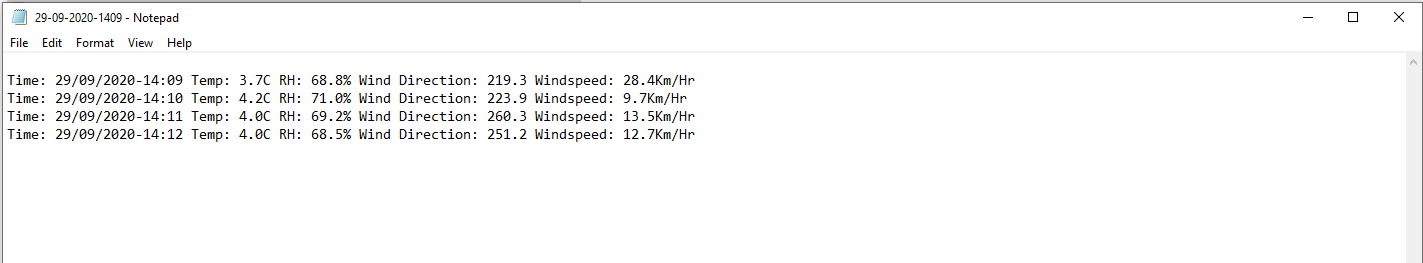 29-09-2020-1409 - Notepad
File Edit Format View Help
Time: 29/09/2020-14:09 Temp: 3.7C RH: 68.8% Wind Direction: 219.3 Windspeed: 28.4Km/Hr
Time: 29/09/2020-14:10 Temp: 4.2C RH: 71.0% Wind Direction: 223.9 Windspeed: 9.7Km/Hr
Time: 29/09/2020-14:11 Temp: 4.0C RH: 69.2% Wind Direction: 260.3 Windspeed: 13.5Km/Hr
Time: 29/09/2020-14:12 Temp: 4.0C RH: 68.5% Wind Direction: 251.2 Windspeed: 12.7Km/Hr